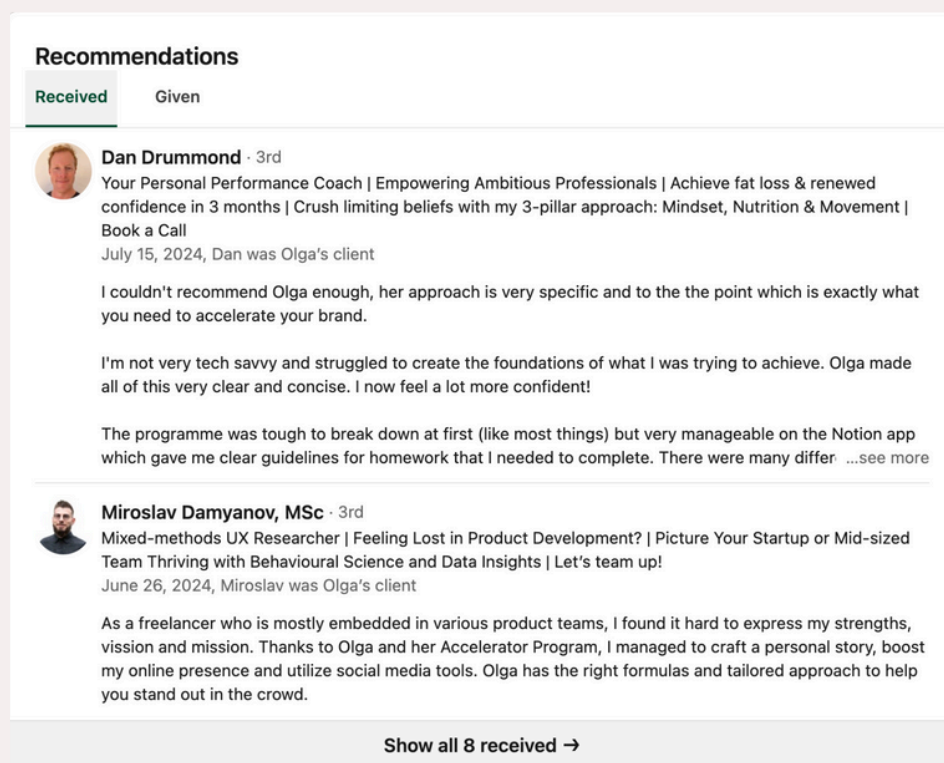 Recommendations
Received
Given
Dan Drummond · 3rd
Your Personal Performance Coach | Empowering Ambitious Professionals | Achieve fat loss & renewed
confidence in 3 months | Crush limiting beliefs with my 3-pillar approach: Mindset, Nutrition & Movement |
Book a Call
July 15, 2024, Dan was Olga's client
I couldn't recommend Olga enough, her approach is very specific and to the the point which is exactly what
you need to accelerate your brand.
I'm not very tech savvy and struggled to create the foundations of what I was trying to achieve. Olga made
all of this very clear and concise. I now feel a lot more confident!
The programme was tough to break down at first (like most things) but very manageable on the Notion app
which gave me clear guidelines for homework that I needed to complete. There were many differ ...see more
Miroslav Damyanov, MSc · 3rd
Mixed-methods UX Researcher | Feeling Lost in Product Development? | Picture Your Startup or Mid-sized
Team Thriving with Behavioural Science and Data Insights | Let's team up!
June 26, 2024, Miroslav was Olga's client
As a freelancer who is mostly embedded in various product teams, I found it hard to express my strengths,
vission and mission. Thanks to Olga and her Accelerator Program, I managed to craft a personal story, boost
my online presence and utilize social media tools. Olga has the right formulas and tailored approach to help
you stand out in the crowd.
Show all 8 received →